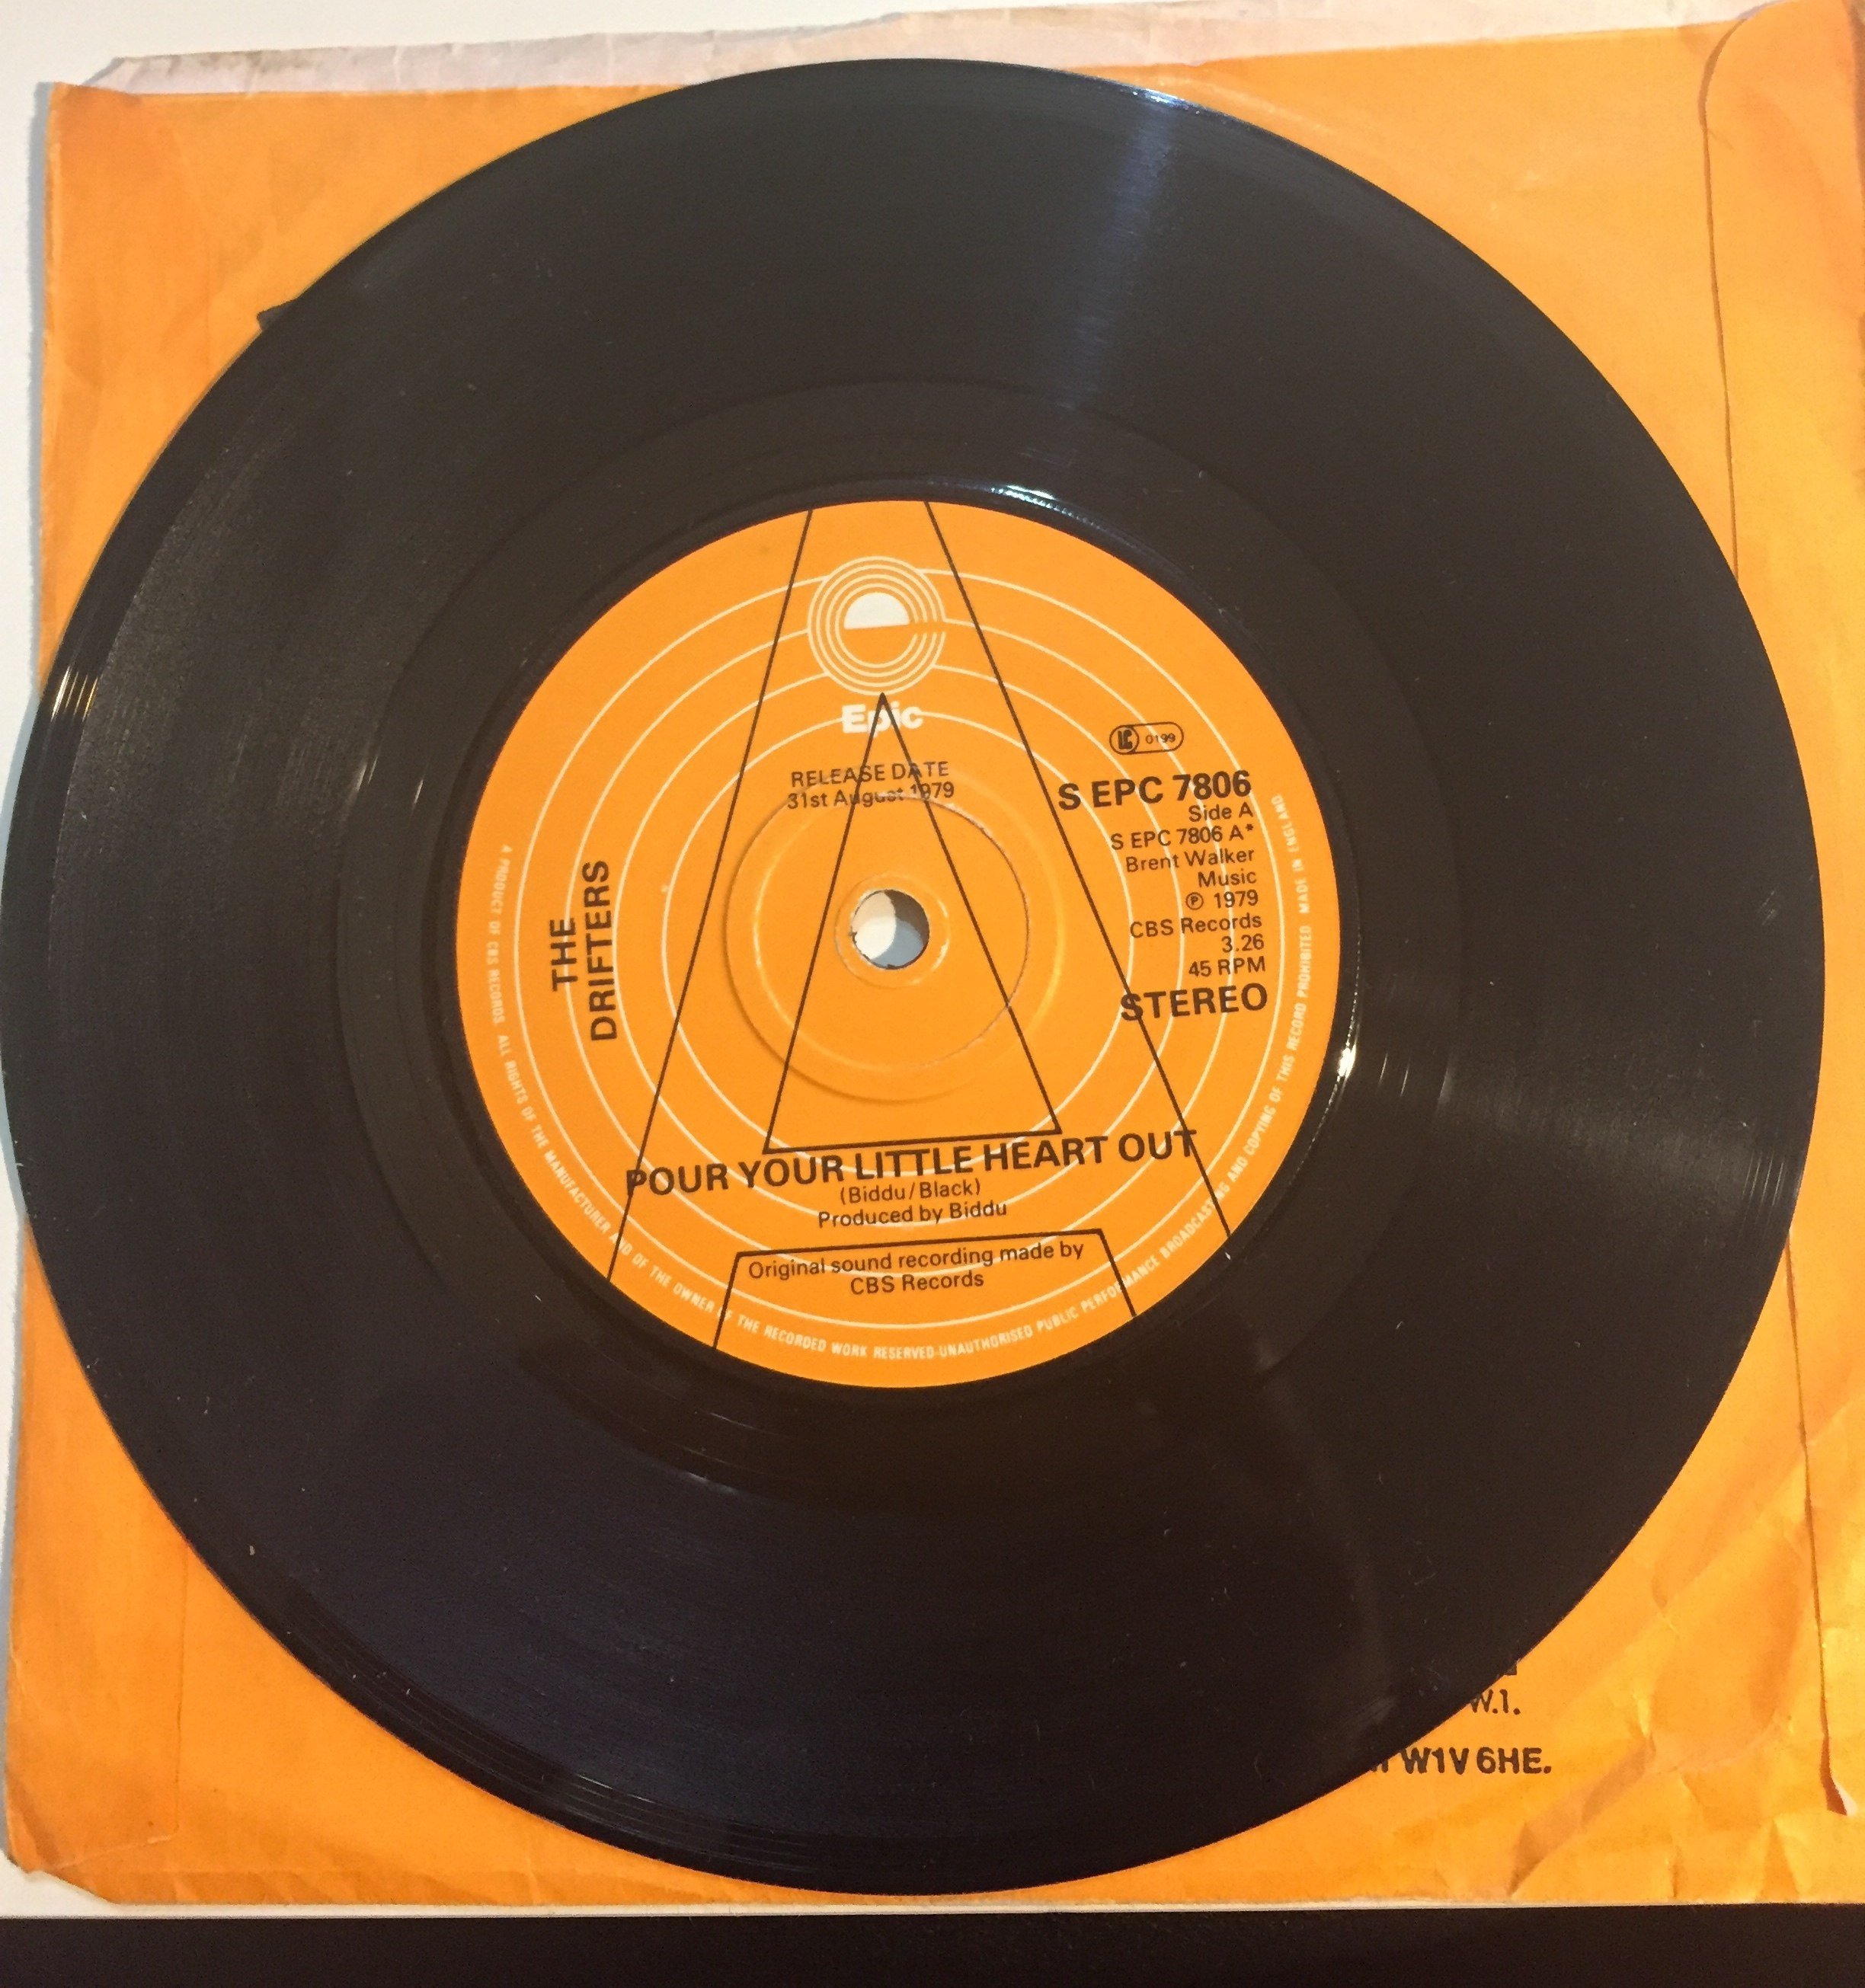 Epic
RELEASE DATE
31st August 1979
LC 0199
S EPC 7806
Side A
S EPC 7806 A*
Brent Walker
Music
℗ 1979
CBS Records
3.26
45 RPM
STEREO
THE
DRIFTERS
POUR YOUR LITTLE HEART OUT
(Biddu/Black)
Produced by Biddu
Original sound recording made by
CBS Records
A PRODUCT OF CBS RECORDS. ALL RIGHTS OF THE MANUFACTURER AND OF THE OWNER OF THE RECORDED WORK RESERVED-UNAUTHORISED PUBLIC PERFORMANCE BROADCASTING AND COPYING OF THIS RECORD PROHIBITED MADE IN ENGLAND
W.1.
W1V 6HE.